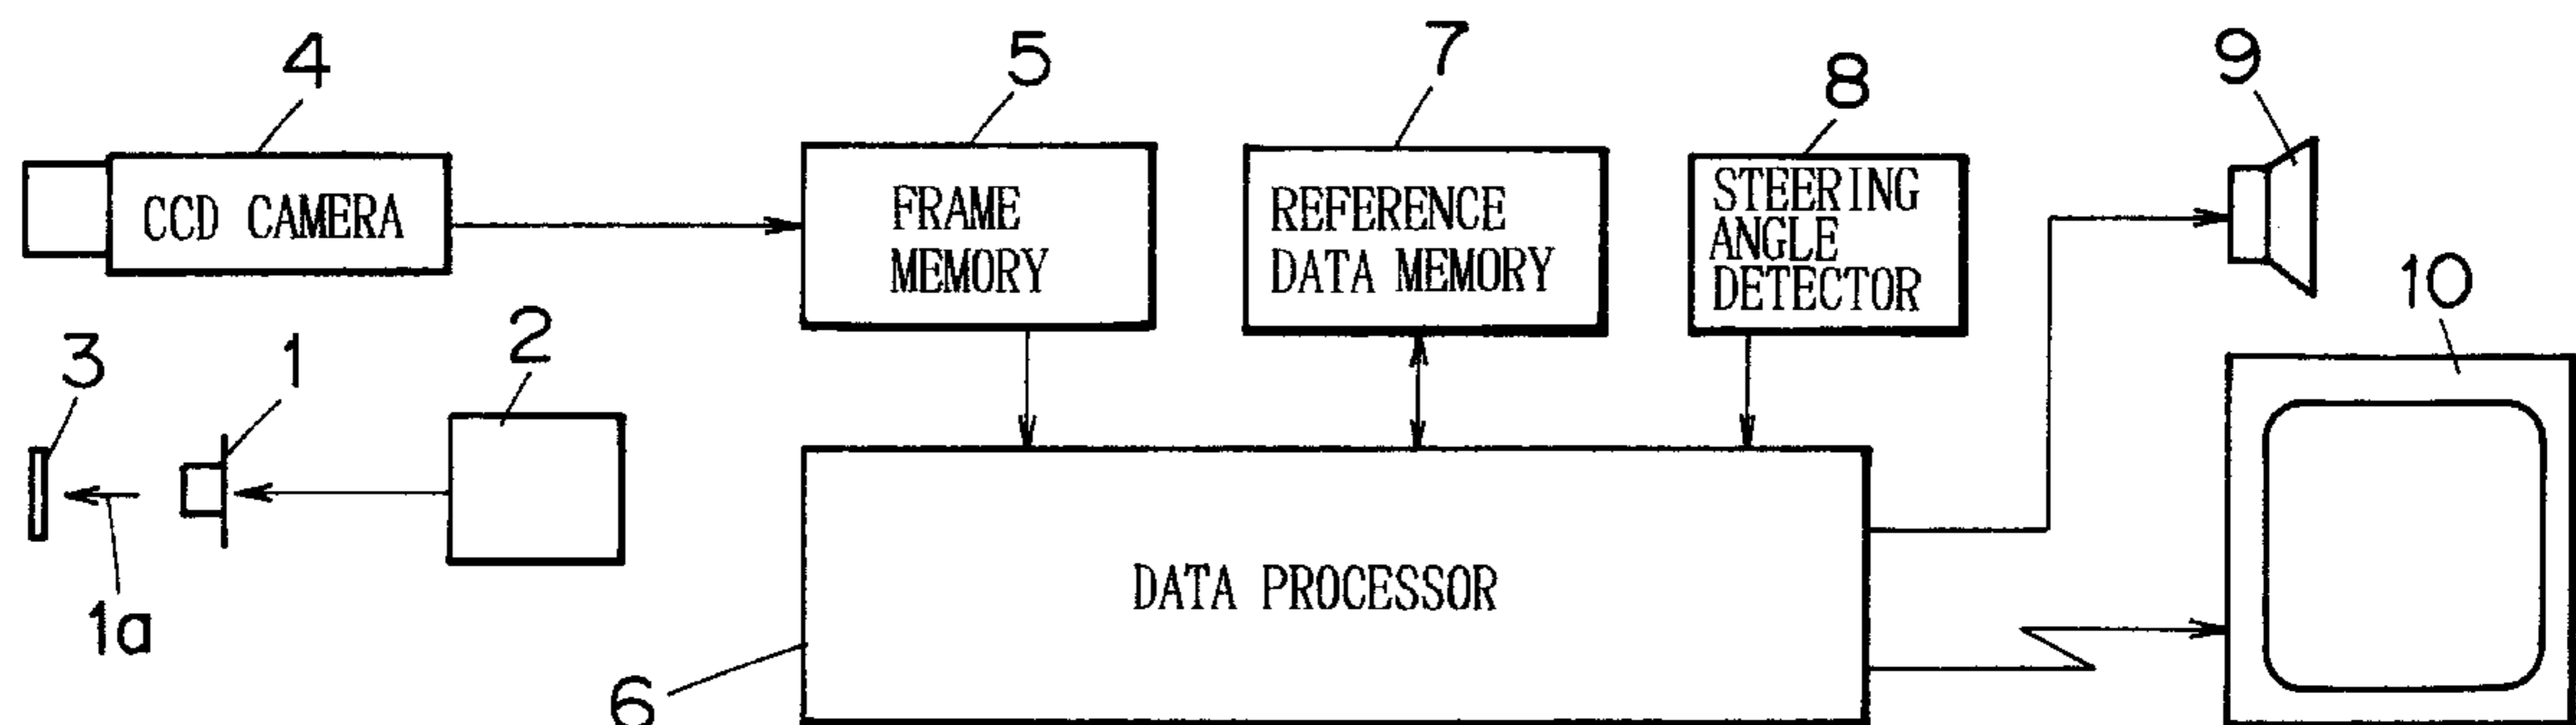 4
5
7
8
9
CCD CAMERA
FRAME
MEMORY
REFERENCE
DATA MEMORY
STEERING
ANGLE
DETECTOR
10
3
1
2
1a
DATA PROCESSOR
6